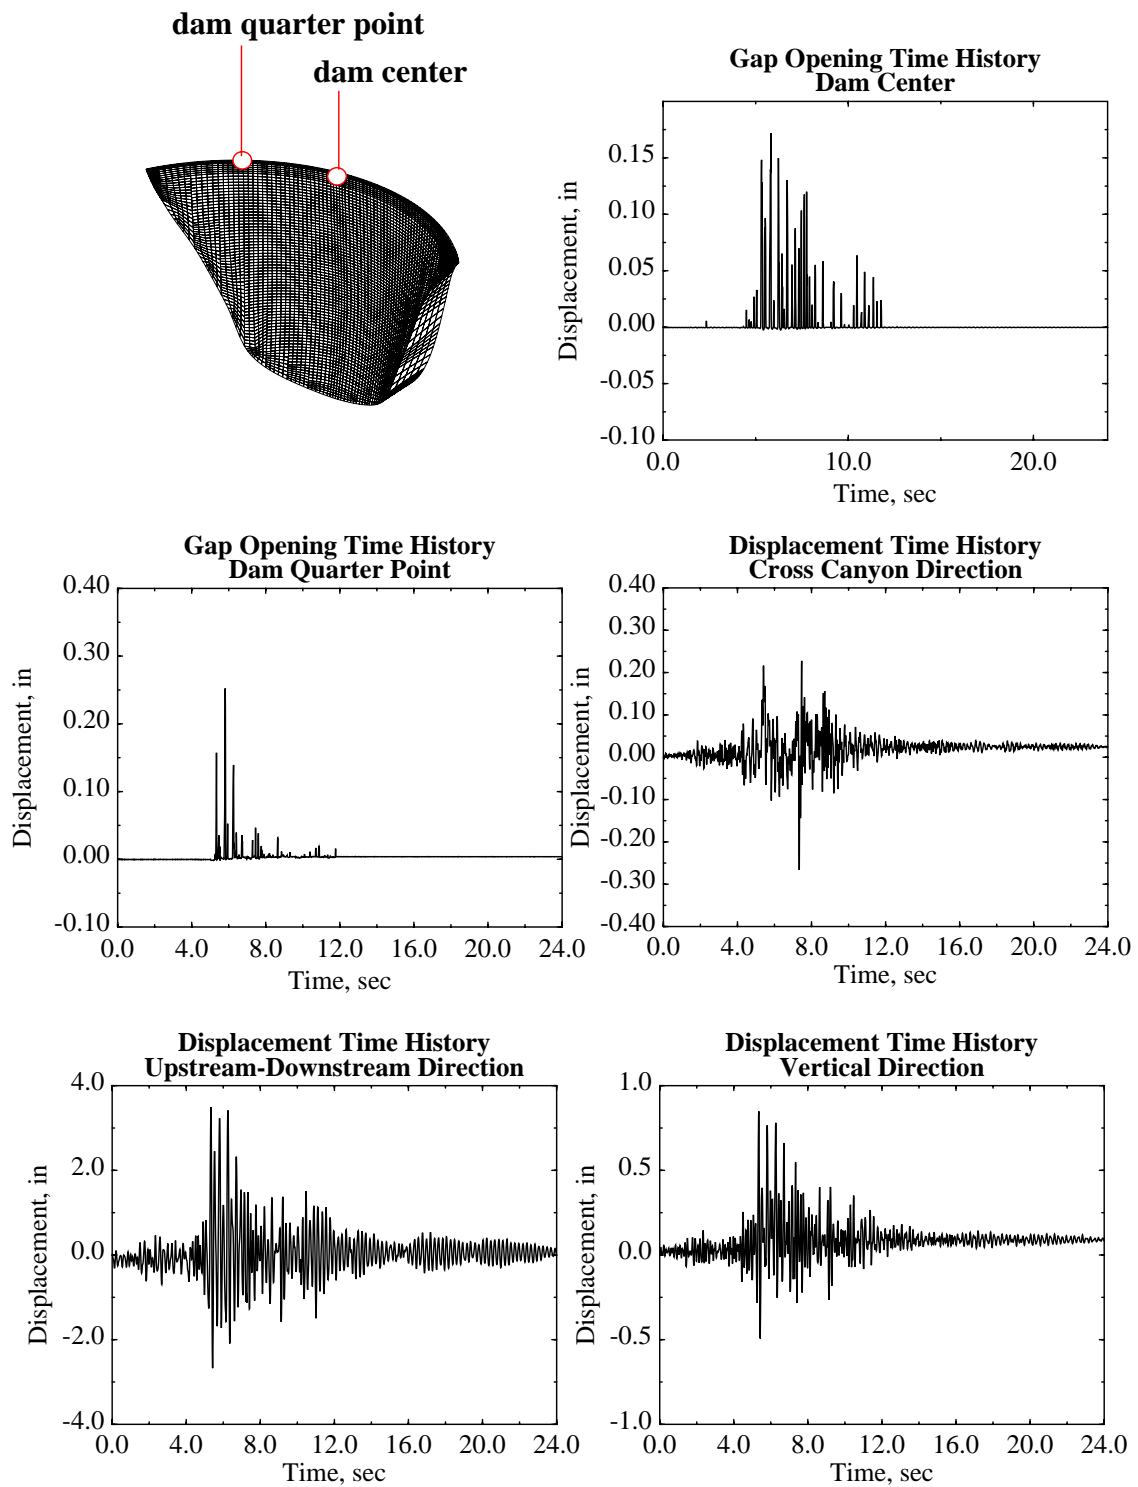 dam quarter point
dam center
Gap Opening Time History
Dam Center
0.15
0.10
0.05
0.00
-0.05
-0.10
Displacement, in
0.0 10.0 20.0
Time, sec
Gap Opening Time History
Dam Quarter Point
0.40
0.30
0.20
0.10
0.00
-0.10
Displacement, in
0.0 4.0 8.0 12.0 16.0 20.0 24.0
Time, sec
Displacement Time History
Cross Canyon Direction
0.40
0.30
0.20
0.10
0.00
-0.10
-0.20
-0.30
-0.40
Displacement, in
0.0 4.0 8.0 12.0 16.0 20.0 24.0
Time, sec
Displacement Time History
Upstream-Downstream Direction
4.0
2.0
0.0
-2.0
-4.0
Displacement, in
0.0 4.0 8.0 12.0 16.0 20.0 24.0
Time, sec
Displacement Time History
Vertical Direction
1.0
0.5
0.0
-0.5
-1.0
Displacement, in
0.0 4.0 8.0 12.0 16.0 20.0 24.0
Time, sec